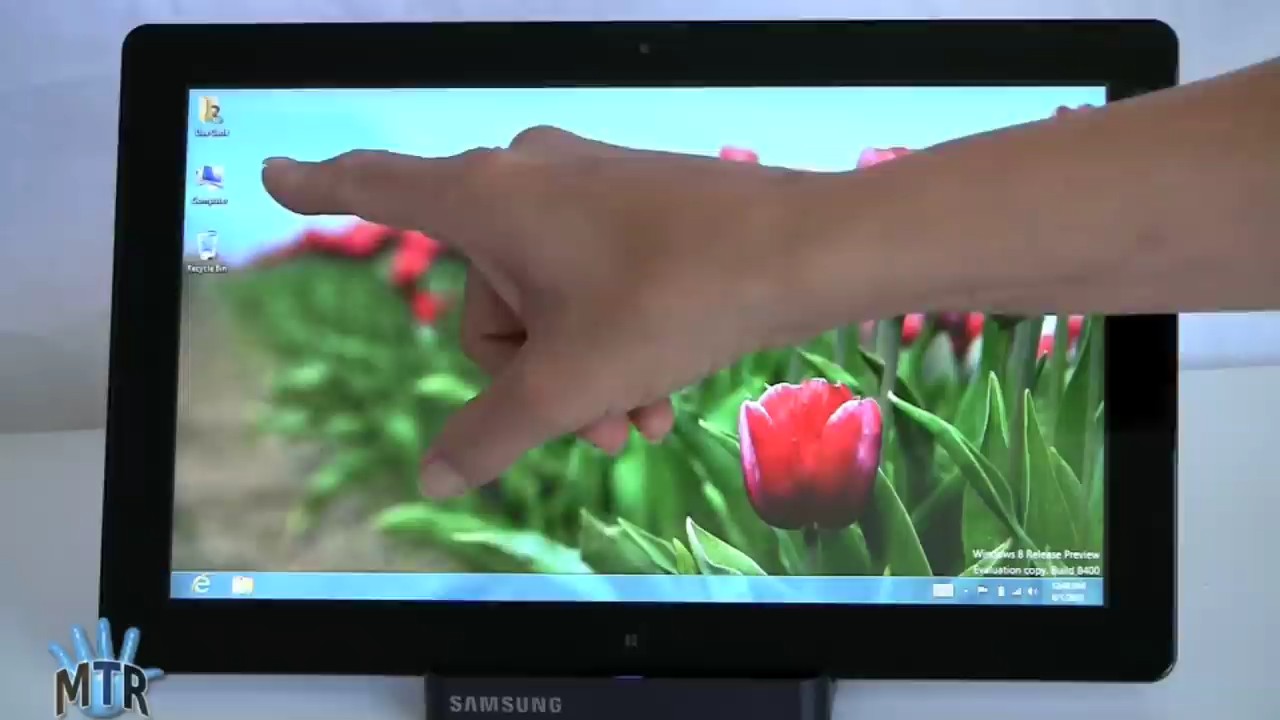 Computer
Recycle Bin
Windows 8 Release Preview
Evaluation copy. Build 8400
MTR
SAMSUNG